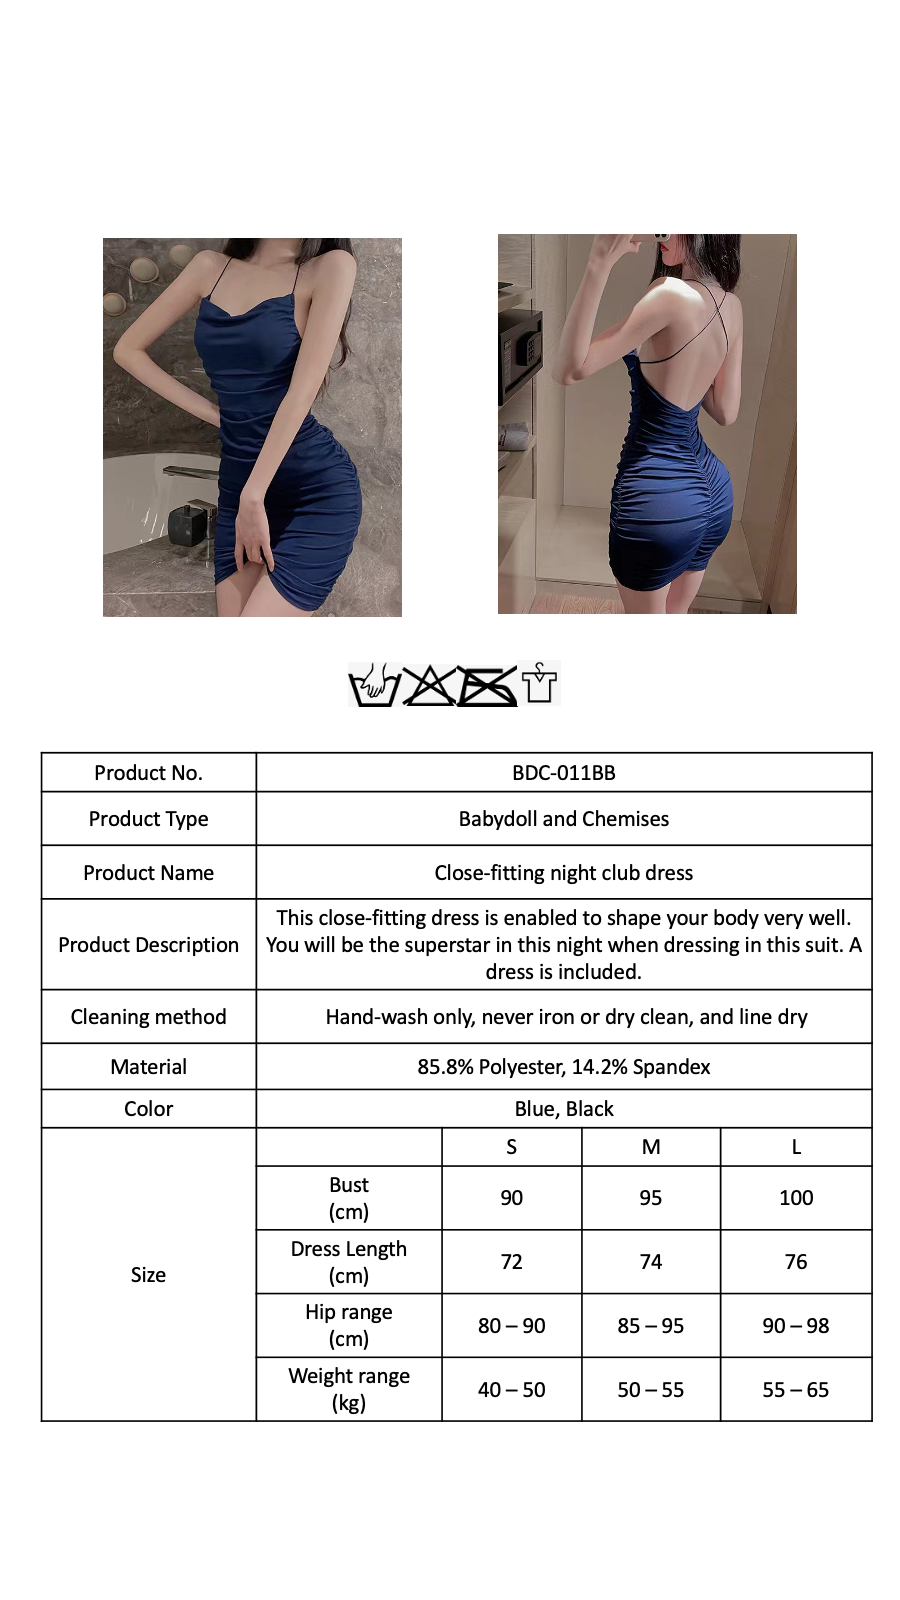 Product No.
BDC-011BB
Product Type
Babydoll and Chemises
Product Name
Close-fitting night club dress
Product Description
This close-fitting dress is enabled to shape your body very well.
You will be the superstar in this night when dressing in this suit. A
dress is included.
Cleaning method
Hand-wash only, never iron or dry clean, and line dry
Material
85.8% Polyester, 14.2% Spandex
Color
Blue, Black
Size
S M L
Bust
(cm)
90 95 100
Dress Length
(cm)
72 74 76
Hip range
(cm)
80 – 90 85 – 95 90 – 98
Weight range
(kg)
40 – 50 50 – 55 55 – 65